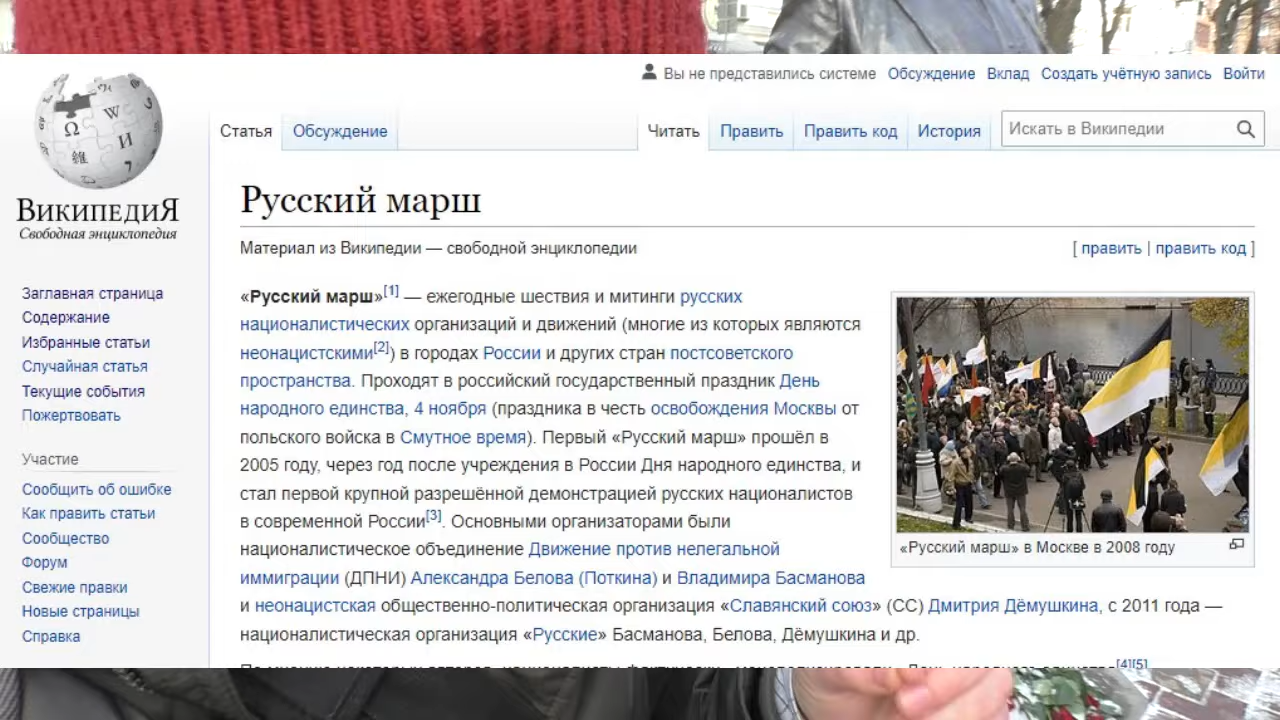 Вы не представились системе Обсуждение Вклад Создать учётную запись Войти
Статья Обсуждение Читать Править Править код История Искать в Википедии
ВикипедиЯ
Свободная энциклопедия
Русский марш
Материал из Википедии — свободной энциклопедии [ править | править код ]
Заглавная страница
Содержание
Избранные статьи
Случайная статья
Текущие события
Пожертвовать
Участие
Сообщить об ошибке
Как править статьи
Сообщество
Форум
Свежие правки
Новые страницы
Справка
«Русский марш»[1] — ежегодные шествия и митинги русских
националистических организаций и движений (многие из которых являются
неонацистскими[2]) в городах России и других стран постсоветского
пространства. Проходят в российский государственный праздник День
народного единства, 4 ноября (праздника в честь освобождения Москвы от
польского войска в Смутное время). Первый «Русский марш» прошёл в
2005 году, через год после учреждения в России Дня народного единства, и
стал первой крупной разрешённой демонстрацией русских националистов
в современной России[3]. Основными организаторами были
националистическое объединение Движение против нелегальной
иммиграции (ДПНИ) Александра Белова (Поткина) и Владимира Басманова
и неонацистская общественно-политическая организация «Славянский союз» (СС) Дмитрия Дёмушкина, с 2011 года —
националистическая организация «Русские» Басманова, Белова, Дёмушкина и др.
[4][5]
«Русский марш» в Москве в 2008 году